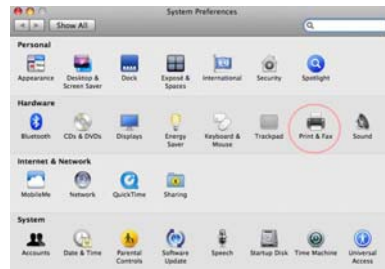 System Preferences
Show All
Personal
Appearance Desktop & Screen Saver Dock Exposé & Spaces International Security Spotlight
Hardware
Bluetooth CDs & DVDs Displays Energy Saver Keyboard & Mouse Trackpad Print & Fax Sound
Internet & Network
MobileMe Network QuickTime Sharing
System
Accounts Date & Time Parental Controls Software Update Speech Startup Disk Time Machine Universal Access